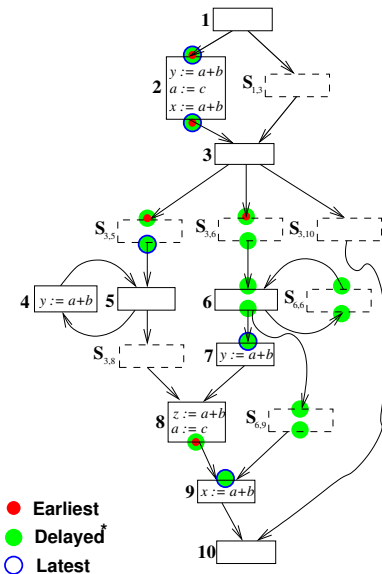 1
2
y := a+b
a := c
x := a+b
S1,3
3
S3,5
S3,6
S3,10
4
y := a+b
5
6
S6,6
S3,8
7
y := a+b
8
z := a+b
a := c
S6,9
9
x := a+b
10
Earliest
Delayed*
Latest